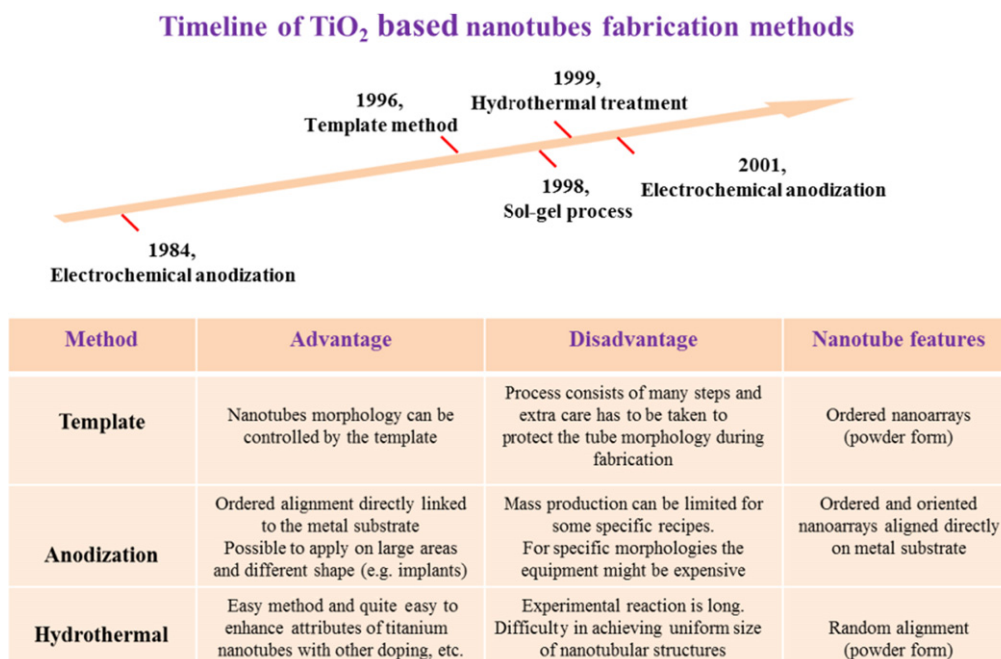 Timeline of TiO2 based nanotubes fabrication methods
1999,
Hydrothermal treatment
1996,
Template method
2001,
Electrochemical anodization
1998,
Sol-gel process
1984,
Electrochemical anodization
Method
Advantage
Disadvantage
Nanotube features
Template
Nanotubes morphology can be
controlled by the template
Process consists of many steps and
extra care has to be taken to
protect the tube morphology during
fabrication
Ordered nanoarrays
(powder form)
Anodization
Ordered alignment directly linked
to the metal substrate
Possible to apply on large areas
and different shape (e.g. implants)
Mass production can be limited for
some specific recipes.
For specific morphologies the
equipment might be expensive
Ordered and oriented
nanoarrays aligned directly
on metal substrate
Hydrothermal
Easy method and quite easy to
enhance attributes of titanium
nanotubes with other doping, etc.
Experimental reaction is long.
Difficulty in achieving uniform size
of nanotubular structures
Random alignment
(powder form)